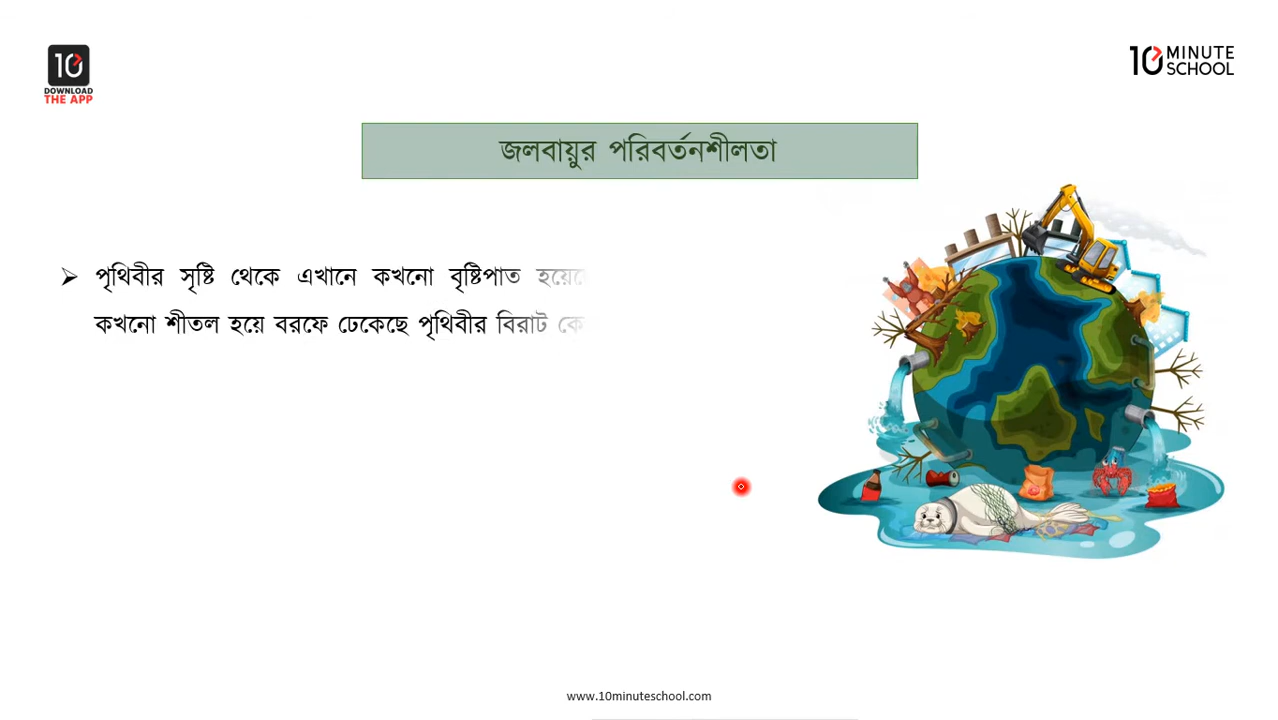 10
DOWNLOAD
THE APP
10 MINUTE
SCHOOL
জলবায়ুর পরিবর্তনশীলতা
➢ পৃথিবীর সৃষ্টি থেকে এখানে কখনো বৃষ্টিপাত
কখনো শীতল হয়ে বরফে ঢেকেছে পৃথিবীর বিরাট
www.10minuteschool.com